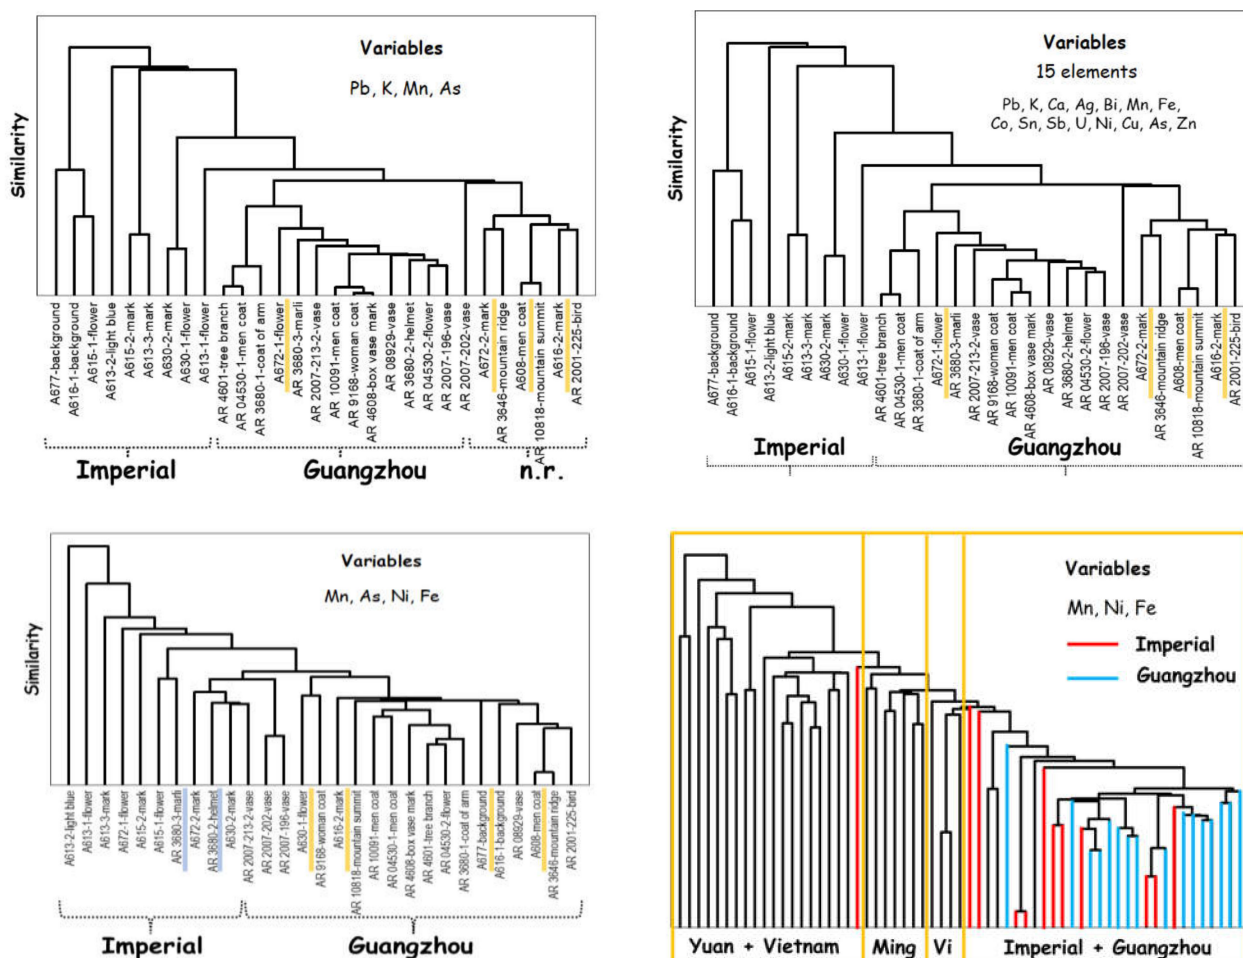 Variables
Pb, K, Mn, As
Similarity
A677-background
A616-1-background
A615-1-flower
A613-2-light blue
A615-2-mark
A613-3-mark
A630-2-mark
A630-1-flower
A613-1-flower
AR 4601-tree branch
AR 04530-1-men coat
AR 3680-1-coat of arm
A672-1-flower
AR 3680-3-marli
AR 2007-213-2-vase
AR 10091-men coat
AR 9168-woman coat
AR 4608-box vase mark
AR 08929-vase
AR 3680-2-helmet
AR 04530-2-flower
AR 2007-196-vase
AR 2007-202-vase
A672-2-mark
AR 3646-mountain ridge
A608-men coat
AR 10818-mountain summit
A616-2-mark
AR 2001-225-bird
Imperial
Guangzhou
n.r.
Variables
15 elements
Pb, K, Ca, Ag, Bi, Mn, Fe,
Co, Sn, Sb, U, Ni, Cu, As, Zn
Similarity
A677-background
A616-1-background
A615-1-flower
A613-2-light blue
A615-2-mark
A613-3-mark
A630-2-mark
A630-1-flower
A613-1-flower
AR 4601-tree branch
AR 04530-1-men coat
AR 3680-1-coat of arm
A672-1-flower
AR 3680-3-marli
AR 2007-213-2-vase
AR 9168-woman coat
AR 10091-men coat
AR 4608-box vase mark
AR 08929-vase
AR 3680-2-helmet
AR 04530-2-flower
AR 2007-196-vase
AR 2007-202-vase
A672-2-mark
AR 3646-mountain ridge
A608-men coat
AR 10818-mountain summit
A616-2-mark
AR 2001-225-bird
Imperial
Guangzhou
Variables
Mn, As, Ni, Fe
Similarity
A613-2-light blue
A613-1-flower
A613-3-mark
A672-1-flower
A615-2-mark
A615-1-flower
AR 3680-3-marli
A672-2-mark
AR 3680-2-helmet
A630-2-mark
AR 2007-213-2-vase
AR 2007-202-vase
AR 2007-196-vase
A630-1-flower
AR 9168-woman coat
A616-2-mark
AR 10818-mountain summit
AR 10091-men coat
AR 04530-1-men coat
AR 4608-box vase mark
AR 4601-tree branch
AR 04530-2-flower
AR 3680-1-coat of arm
A677-background
A616-1-background
AR 08929-vase
A608-men coat
AR 3646-mountain ridge
AR 2001-225-bird
Imperial
Guangzhou
Variables
Mn, Ni, Fe
Imperial
Guangzhou
Yuan + Vietnam
Ming
Vi
Imperial + Guangzhou